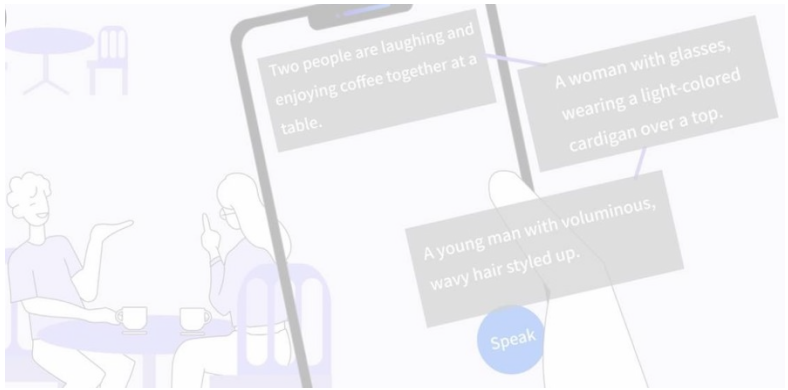 Two people are laughing and
enjoying coffee together at a
table.
A woman with glasses,
wearing a light-colored
cardigan over a top.
A young man with voluminous,
wavy hair styled up.
Speak